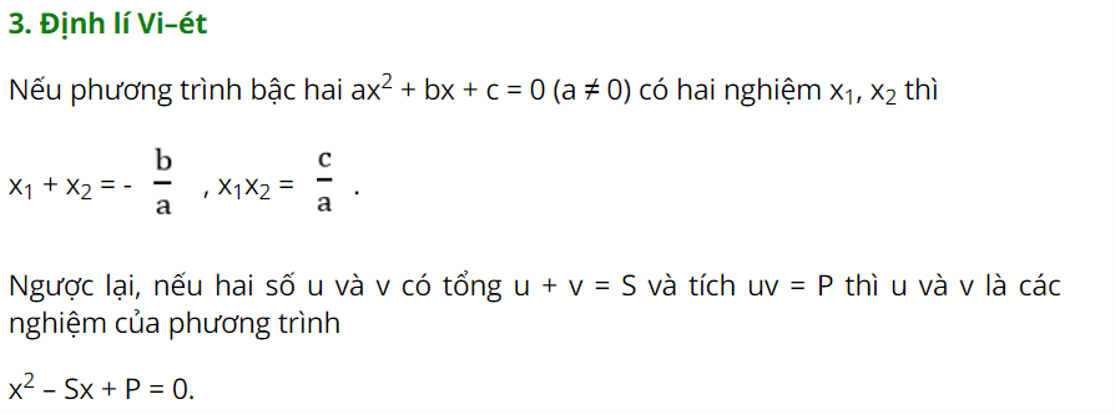 3. Định lí Vi–ét
Nếu phương trình bậc hai ax² + bx + c = 0 (a ≠ 0) có hai nghiệm x₁, x₂ thì
x₁ + x₂ = - b/a , x₁x₂ = c/a .
Ngược lại, nếu hai số u và v có tổng u + v = S và tích uv = P thì u và v là các
nghiệm của phương trình
x² – Sx + P = 0.